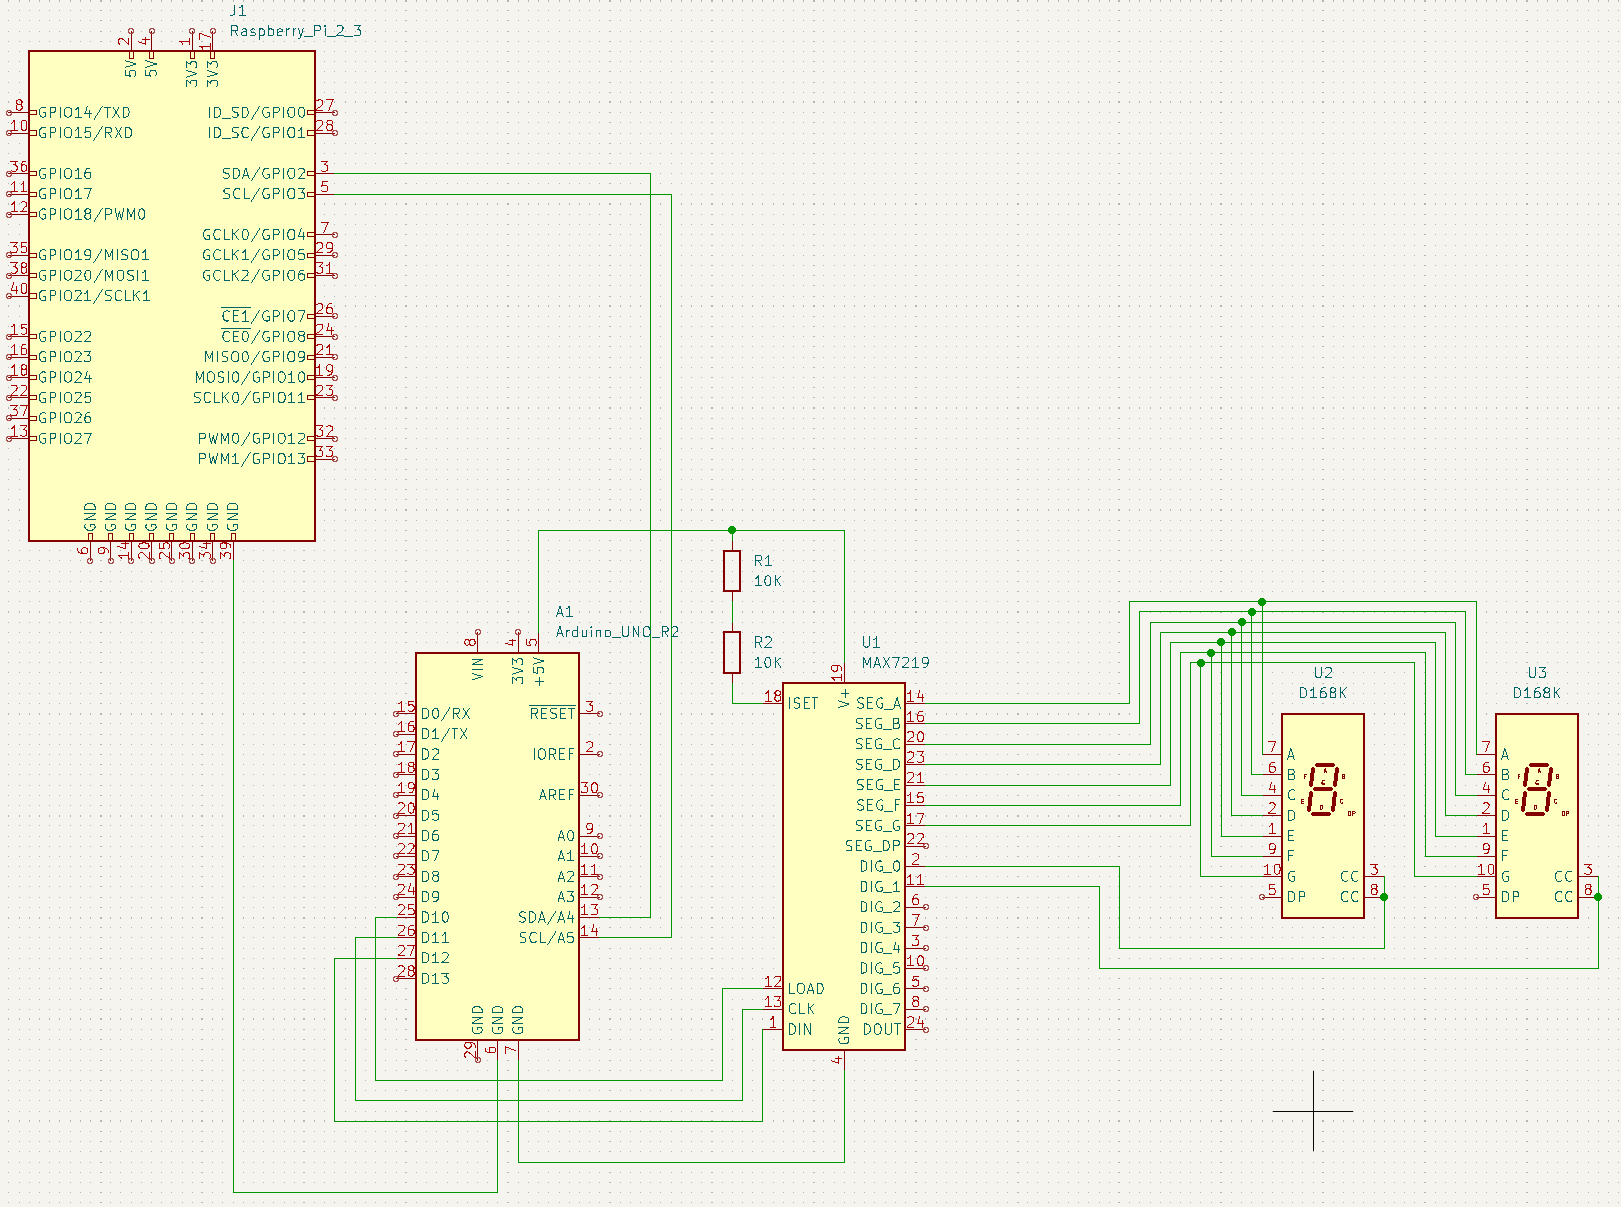 J1
Raspberry_Pi_2_3
2 4 1 17
5V 5V 3V3 3V3
8 GPIO14/TXD ID_SD/GPIO0 27
10 GPIO15/RXD ID_SC/GPIO1 28
36 GPIO16 SDA/GPIO2 3
11 GPIO17 SCL/GPIO3 5
12 GPIO18/PWM0
GCLK0/GPIO4 7
35 GPIO19/MISO1 GCLK1/GPIO5 29
38 GPIO20/MOSI1 GCLK2/GPIO6 31
40 GPIO21/SCLK1
CE1/GPIO7 26
15 GPIO22 CE0/GPIO8 24
16 GPIO23 MISO0/GPIO9 21
18 GPIO24 MOSI0/GPIO10 19
22 GPIO25 SCLK0/GPIO11 23
37 GPIO26
13 GPIO27 PWM0/GPIO12 32
PWM1/GPIO13 33
GND GND GND GND GND GND GND GND
6 9 14 20 25 30 34 39
R1
10K
R2
10K
A1
Arduino_UNO_R2
8 4 5
VIN 3V3 +5V
15 D0/RX RESET 3
16 D1/TX
17 D2 IOREF 2
18 D3
19 D4 AREF 30
20 D5
21 D6 A0 9
22 D7 A1 10
23 D8 A2 11
24 D9 A3 12
25 D10 SDA/A4 13
26 D11 SCL/A5 14
27 D12
28 D13
GND GND GND
29 6 7
U1
MAX7219
19
V+
18 ISET SEG_A 14
SEG_B 16
SEG_C 20
SEG_D 23
SEG_E 21
SEG_F 15
SEG_G 17
SEG_DP 22
DIG_0 2
DIG_1 11
DIG_2 6
DIG_3 7
DIG_4 3
DIG_5 10
12 LOAD DIG_6 5
13 CLK DIG_7 8
1 DIN DOUT 24
GND
4
U2
D168K
7 A
6 B
4 C
2 D
1 E
9 F
10 G CC 3
5 DP CC 8
A
F B
G
E C
D
DP
U3
D168K
7 A
6 B
4 C
2 D
1 E
9 F
10 G CC 3
5 DP CC 8
A
F B
G
E C
D
DP